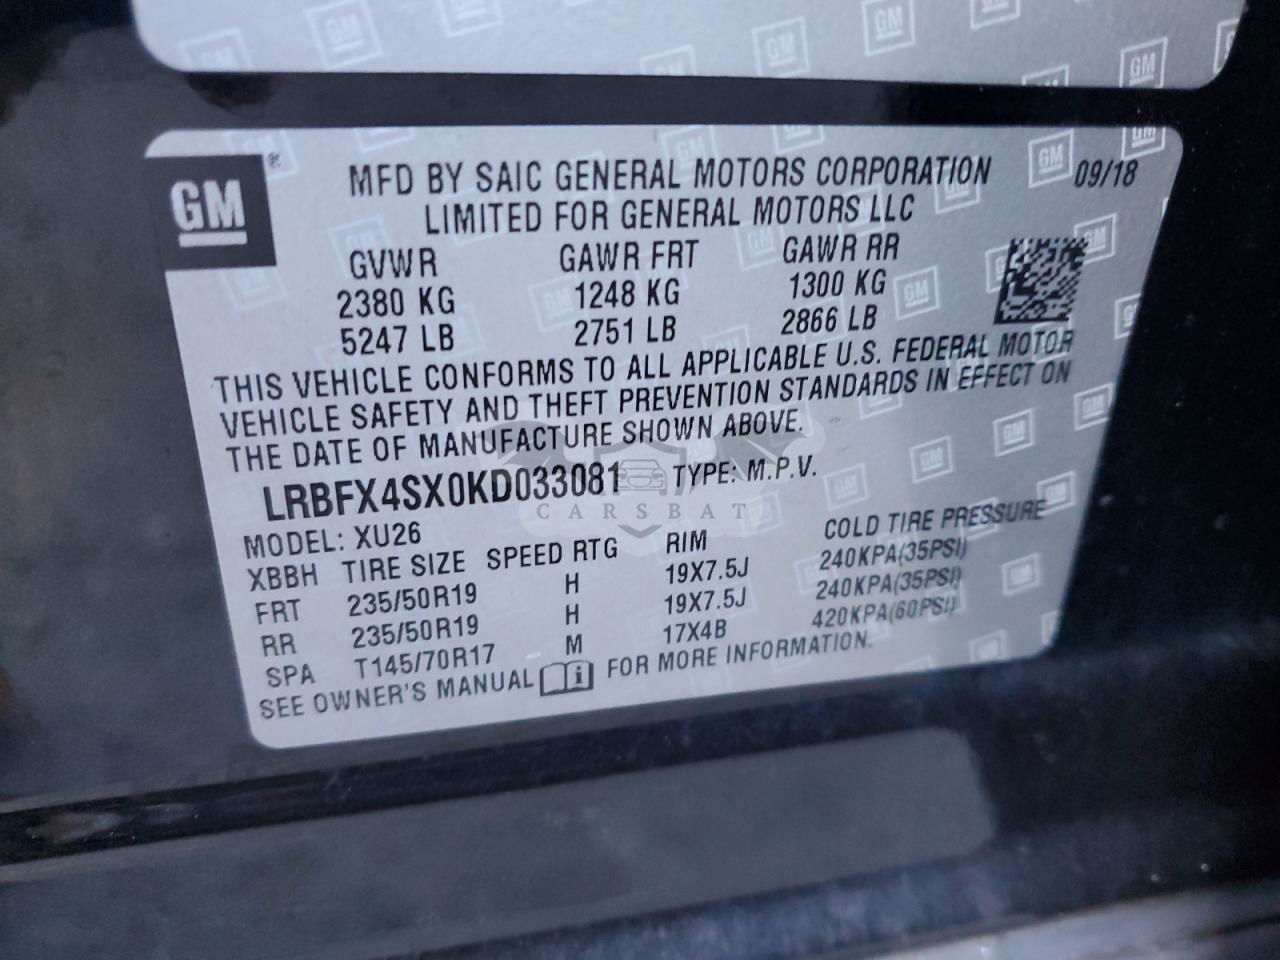 GM
®
MFD BY SAIC GENERAL MOTORS CORPORATION 09/18
LIMITED FOR GENERAL MOTORS LLC
GVWR GAWR FRT GAWR RR
2380 KG 1248 KG 1300 KG
5247 LB 2751 LB 2866 LB
THIS VEHICLE CONFORMS TO ALL APPLICABLE U.S. FEDERAL MOTOR
VEHICLE SAFETY AND THEFT PREVENTION STANDARDS IN EFFECT ON
THE DATE OF MANUFACTURE SHOWN ABOVE.
LRBFX4SX0KD033081 TYPE: M.P.V.
CARSBAT
MODEL: XU26
XBBH TIRE SIZE SPEED RTG RIM COLD TIRE PRESSURE
FRT 235/50R19 H 19X7.5J 240KPA(35PSI)
RR 235/50R19 H 19X7.5J 240KPA(35PSI)
SPA T145/70R17 M 17X4B 420KPA(60PSI)
SEE OWNER'S MANUAL i FOR MORE INFORMATION.